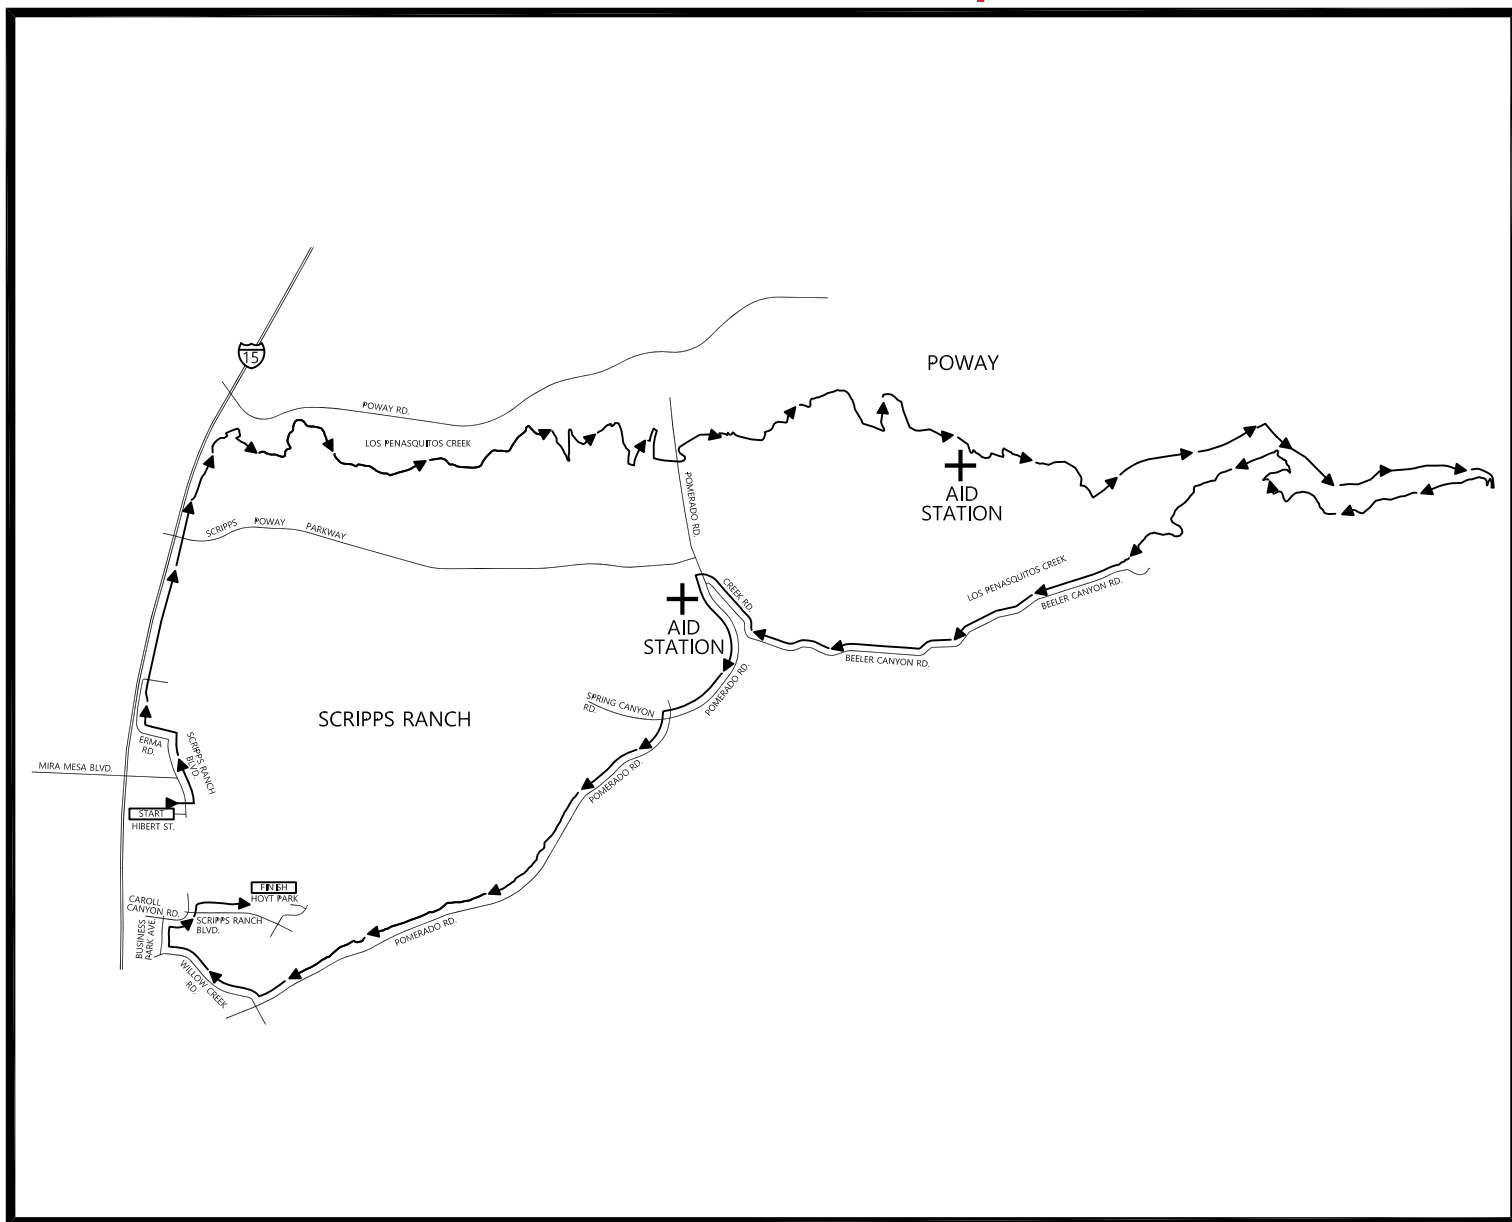 15
POWAY
POWAY RD.
LOS PENASQUITOS CREEK
POMERADO RD.
AID
STATION
SCRIPPS POWAY PARKWAY
LOS PENASQUITOS CREEK
CREEK RD.
BEELER CANYON RD.
AID
STATION
BEELER CANYON RD.
POMERADO RD.
SPRING CANYON
RD.
SCRIPPS RANCH
ERMA
RD.
SCRIPPS RANCH
BLVD.
MIRA MESA BLVD.
POMERADO RD.
START
HIBERT ST.
FINISH
HOYT PARK
CAROLL
CANYON RD.
SCRIPPS RANCH
BLVD.
BUSINESS
PARK AVE.
POMERADO RD.
WILLOW CREEK
RD.